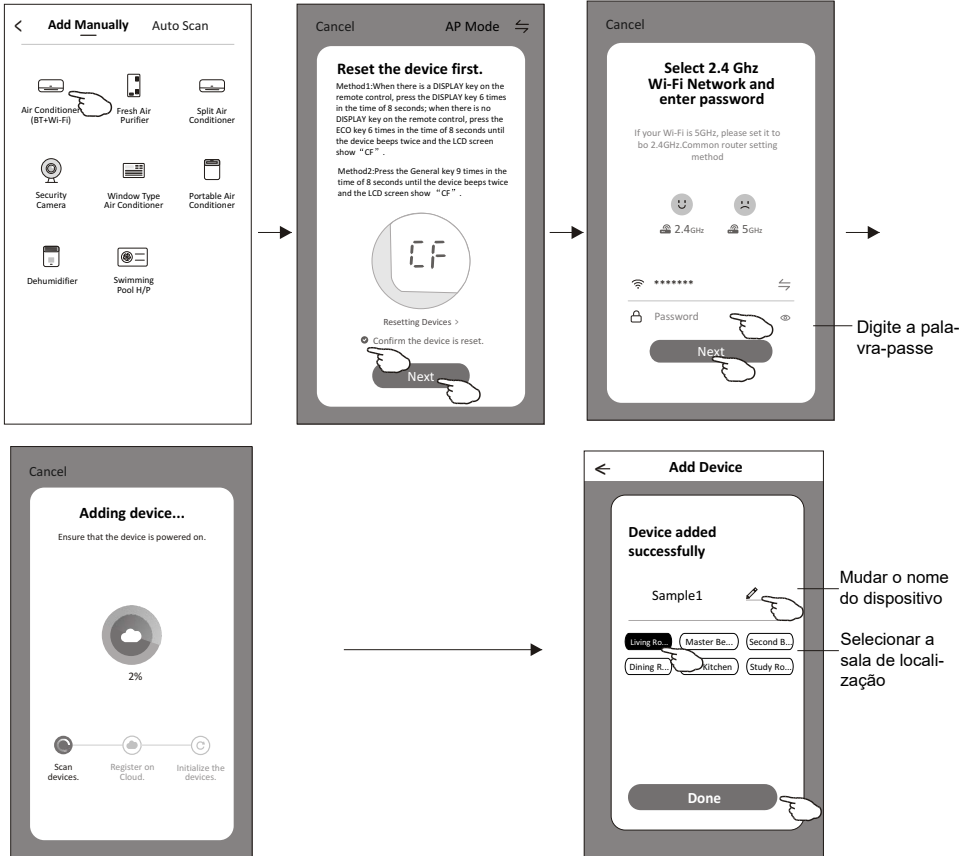 Add Manually Auto Scan
Air Conditioner
(BT+Wi-Fi)
Fresh Air
Purifier
Split Air
Conditioner
Security
Camera
Window Type
Air Conditioner
Portable Air
Conditioner
Dehumidifier
Swimming
Pool H/P
Cancel AP Mode
Reset the device first.
Method1:When there is a DISPLAY key on the
remote control, press the DISPLAY key 6 times
in the time of 8 seconds; when there is no
DISPLAY key on the remote control, press the
ECO key 6 times in the time of 8 seconds until
the device beeps twice and the LCD screen
show “CF”.
Method2:Press the General key 9 times in the
time of 8 seconds until the device beeps twice
and the LCD screen show “CF”.
CF
Resetting Devices >
Confirm the device is reset.
Next
Cancel
Select 2.4 Ghz
Wi-Fi Network and
enter password
If your Wi-Fi is 5GHz, please set it to
bo 2.4GHz.Common router setting
method
2.4GHz 5GHz
*******
Password
Next
Digite a pala-
vra-passe
Cancel
Adding device...
Ensure that the device is powered on.
2%
Scan
devices.
Register on
Cloud.
Initialize the
devices.
Add Device
Device added
successfully
Sample1
Living Ro... Master Be... Second B...
Dining R... Kitchen Study Ro...
Done
Mudar o nome
do dispositivo
Selecionar a
sala de locali-
zação